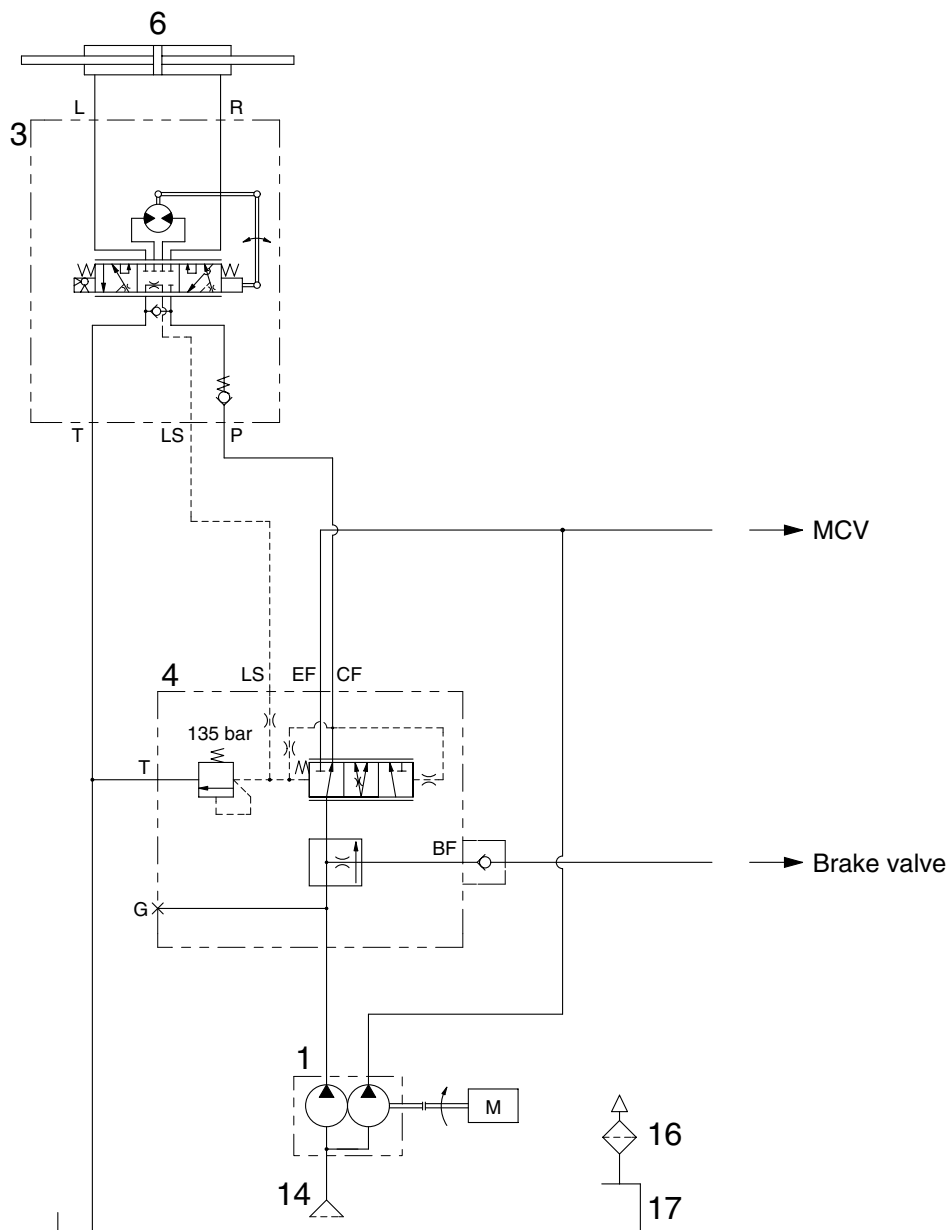 6
L R
3
T LS P
MCV
4 LS EF CF
135 bar
T
BF Brake valve
G
1
M
16
14 17